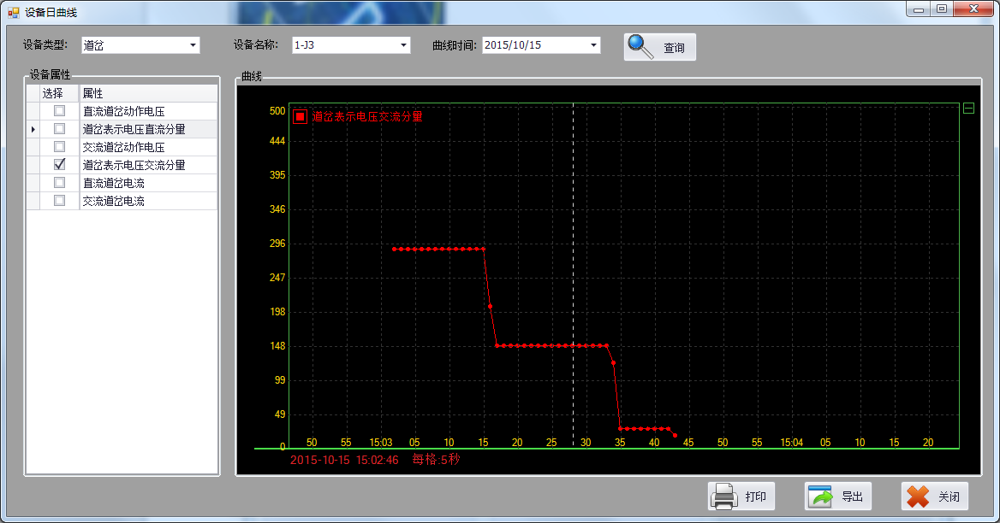 设备日曲线
设备类型: 道岔 设备名称: 1-J3 曲线时间: 2015/10/15 查询
设备属性
选择 属性
直流道岔动作电压
道岔表示电压直流分量
交流道岔动作电压
道岔表示电压交流分量
直流道岔电流
交流道岔电流
曲线
道岔表示电压交流分量
500
444
395
346
296
247
198
148
99
49
0
50 55 15:03 05 10 15 20 25 30 35 40 45 50 55 15:04 05 10 15 20
2015-10-15 15:02:46 每格:5秒
打印 导出 关闭